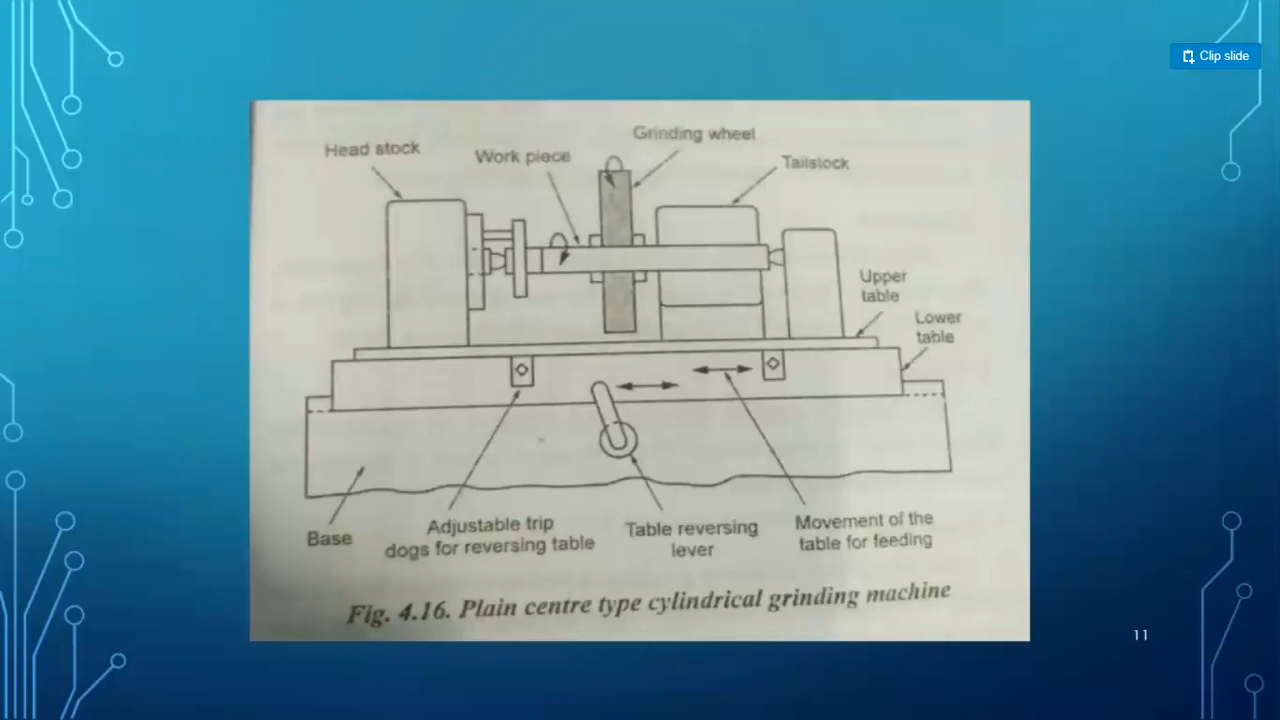 Clip slide
Head stock
Work piece
Grinding wheel
Tailstock
Upper
table
Lower
table
Base
Adjustable trip
dogs for reversing table
Table reversing
lever
Movement of the
table for feeding
Fig. 4.16. Plain centre type cylindrical grinding machine
11